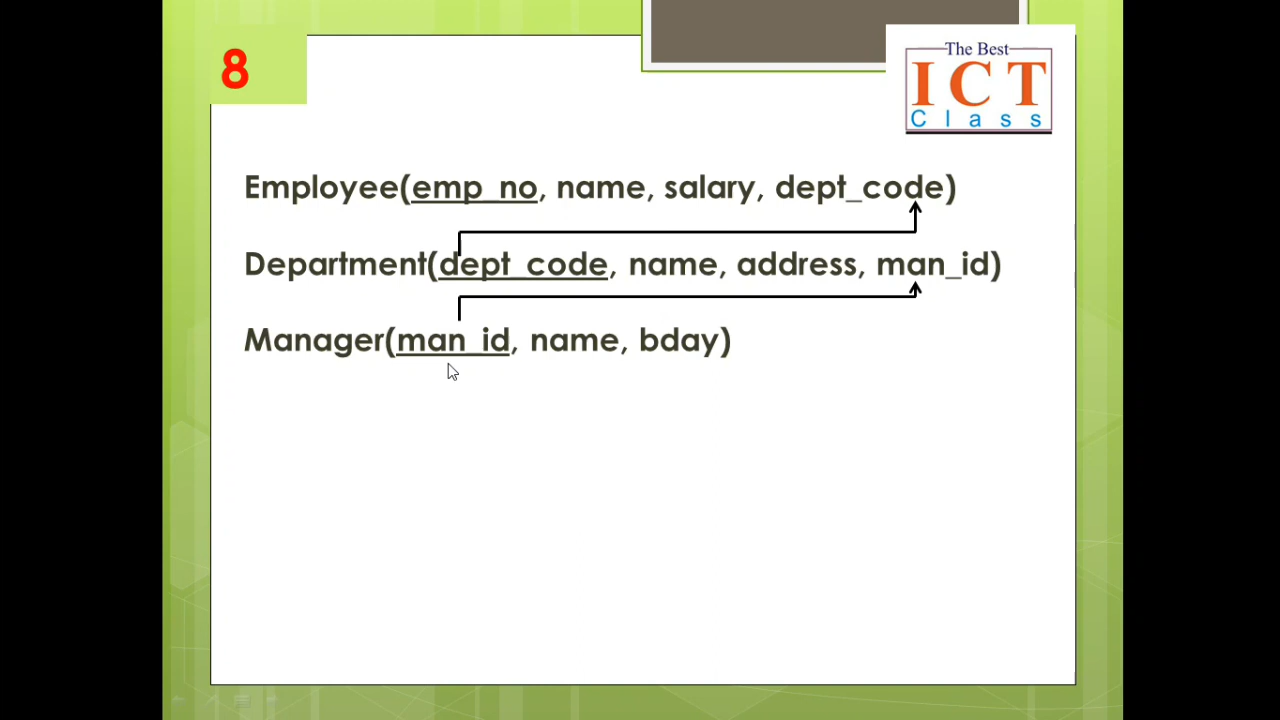 8
The Best
ICT
Class
Employee(emp_no, name, salary, dept_code)
Department(dept_code, name, address, man_id)
Manager(man_id, name, bday)